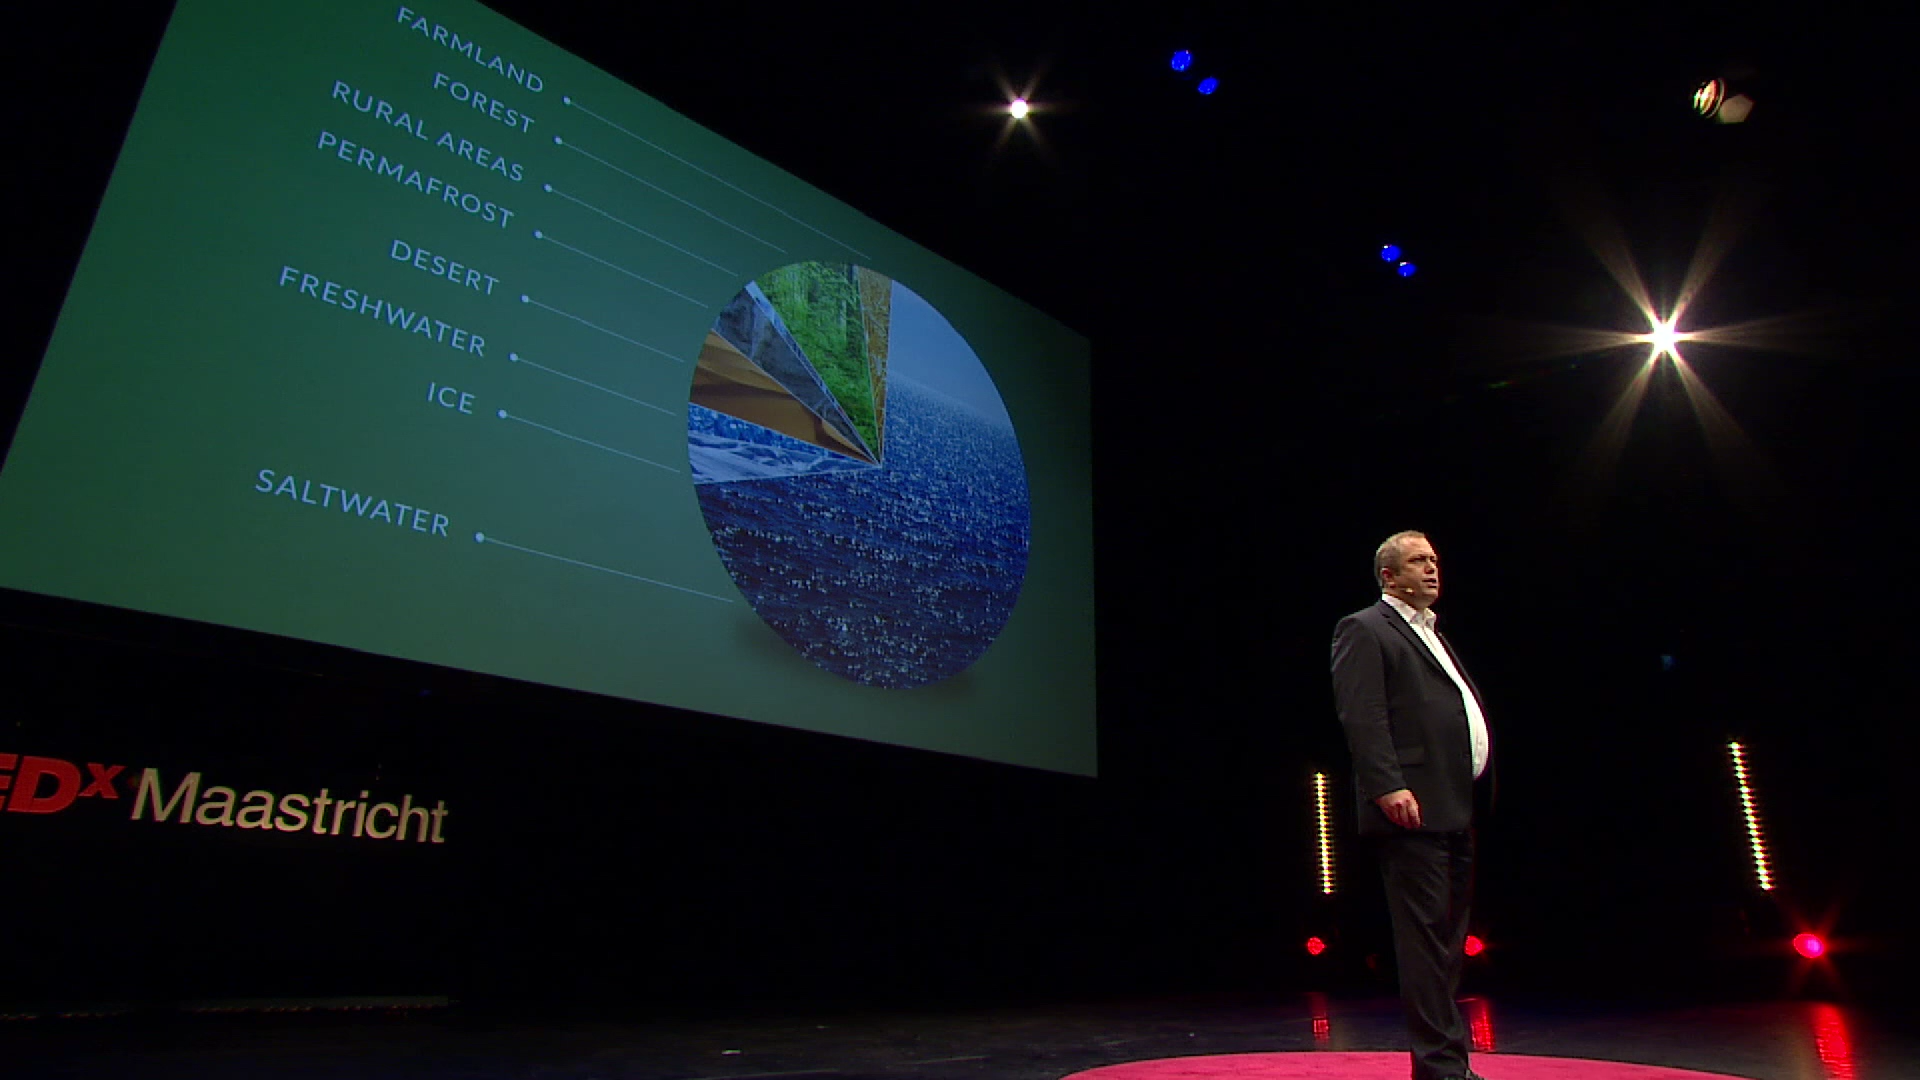 FARMLAND
FOREST
RURAL AREAS
PERMAFROST
DESERT
FRESHWATER
ICE
SALTWATER
EDx Maastricht